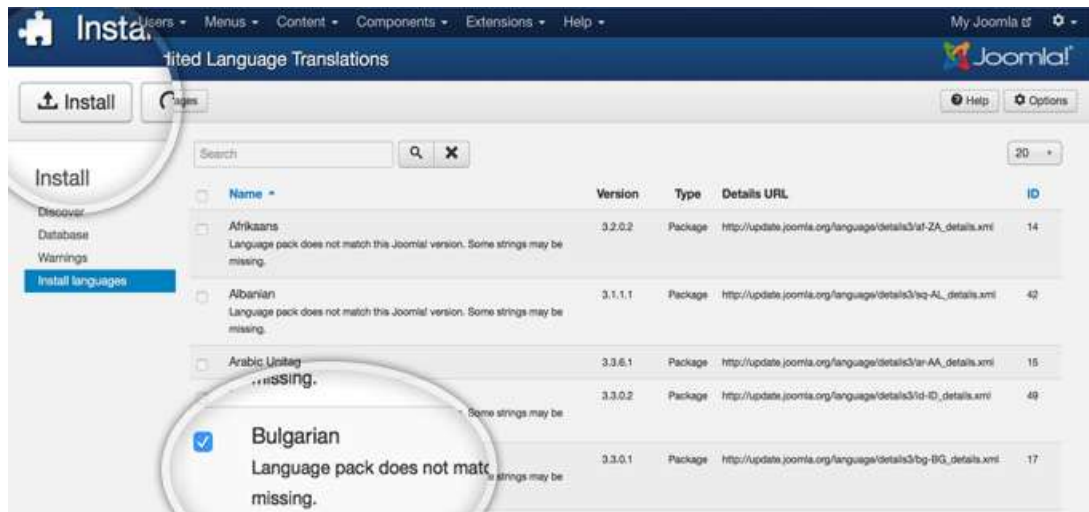 Instal
Users Menus Content Components Extensions Help My Joomla
dited Language Translations Joomla!
Install ages Help Options
Search 20
Install
Discover
Database
Warnings
Install languages
Name Version Type Details URL ID
Afrikaans 3.2.0.2 Package http://update.joomla.org/language/details3/af-ZA_details.xml 14
Language pack does not match this Joomla! version. Some strings may be
missing.
Albanian 3.1.1.1 Package http://update.joomla.org/language/details3/sq-AL_details.xml 42
Language pack does not match this Joomla! version. Some strings may be
missing.
Arabic Unitag 3.3.6.1 Package http://update.joomla.org/language/details3/ar-AA_details.xml 15
missing.
3.3.0.2 Package http://update.joomla.org/language/details3/id-ID_details.xml 49
Some strings may be
Bulgarian
3.3.0.1 Package http://update.joomla.org/language/details3/bg-BG_details.xml 17
Language pack does not matc
strings may be
missing.